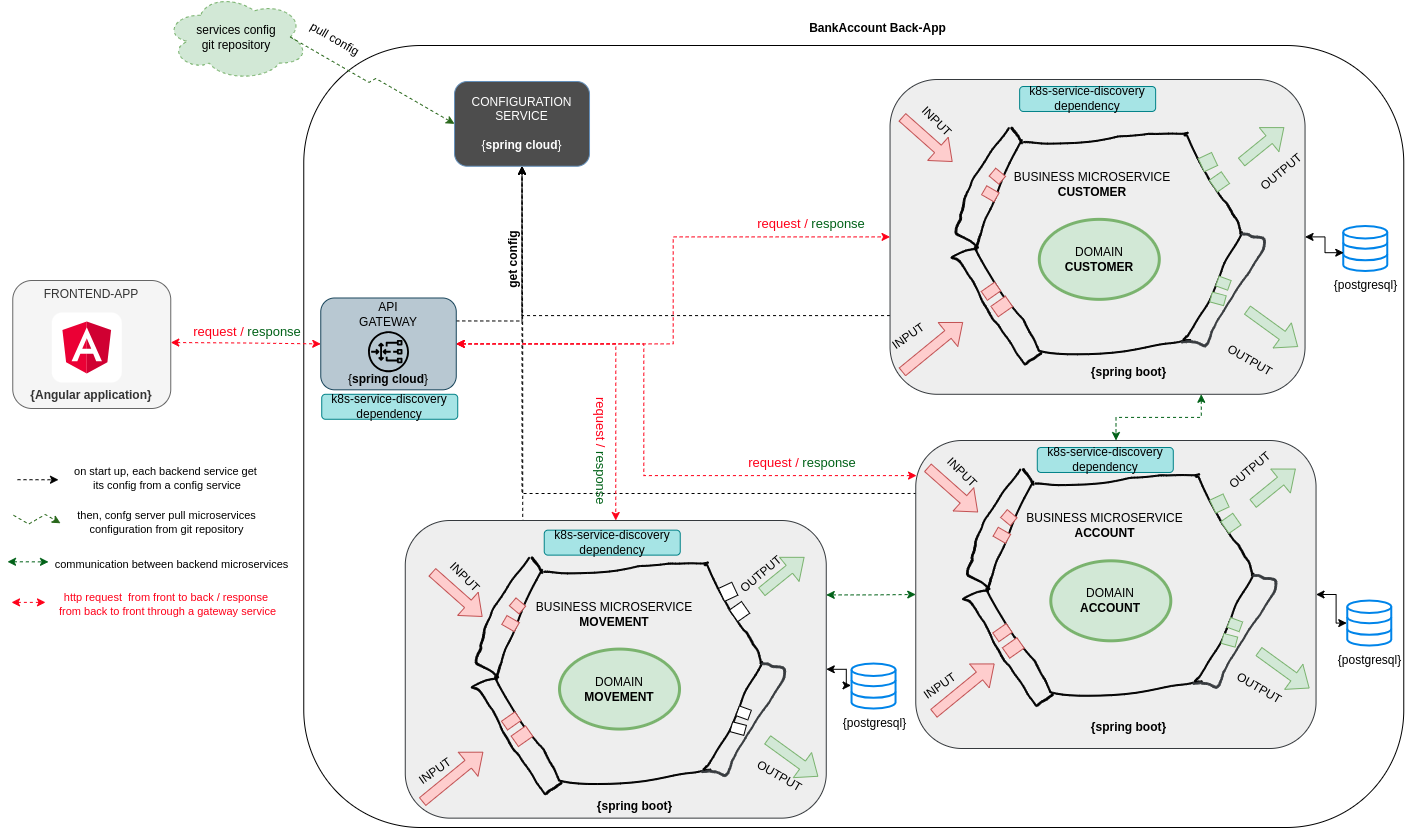 services config
git repository
pull config
BankAccount Back-App
CONFIGURATION
SERVICE
{spring cloud}
get config
FRONTEND-APP
{Angular application}
request / response
API
GATEWAY
{spring cloud}
k8s-service-discovery
dependency
request / response
request / response
request / response
k8s-service-discovery
dependency
INPUT
OUTPUT
BUSINESS MICROSERVICE
CUSTOMER
DOMAIN
CUSTOMER
INPUT
OUTPUT
{spring boot}
{postgresql}
k8s-service-discovery
dependency
INPUT
OUTPUT
BUSINESS MICROSERVICE
ACCOUNT
DOMAIN
ACCOUNT
INPUT
OUTPUT
{spring boot}
{postgresql}
k8s-service-discovery
dependency
INPUT
OUTPUT
BUSINESS MICROSERVICE
MOVEMENT
DOMAIN
MOVEMENT
INPUT
OUTPUT
{spring boot}
{postgresql}
on start up, each backend service get
its config from a config service
then, confg server pull microservices
configuration from git repository
communication between backend microservices
http request  from front to back / response
from back to front through a gateway service